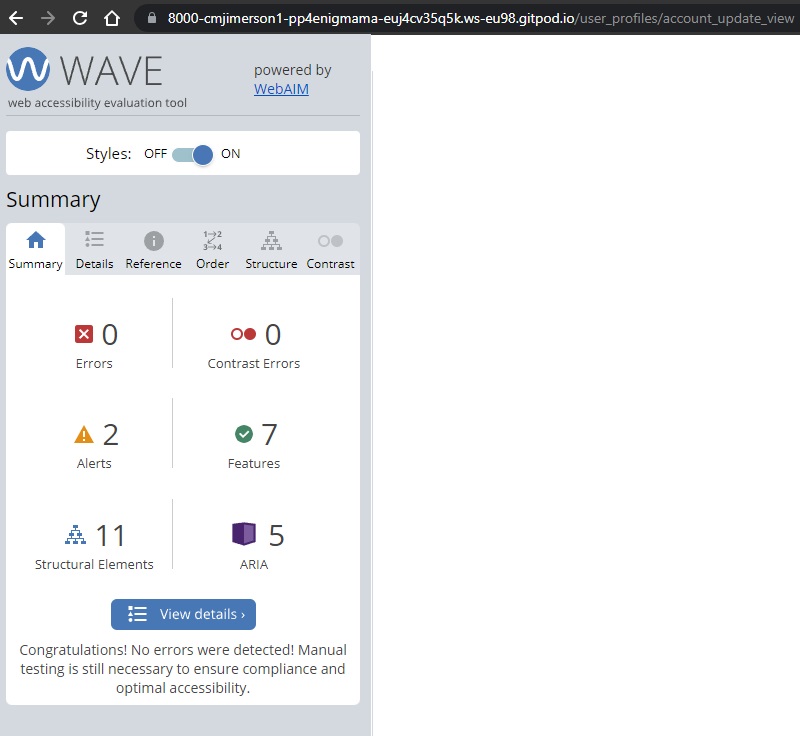 8000-cmjimerson1-pp4enigmama-euj4cv35q5k.ws-eu98.gitpod.io/user_profiles/account_update_view
WAVE
web accessibility evaluation tool
powered by
WebAIM
Styles: OFF ON
Summary
Summary Details Reference Order Structure Contrast
0 0
Errors Contrast Errors
2 7
Alerts Features
11 5
Structural Elements ARIA
View details ›
Congratulations! No errors were detected! Manual
testing is still necessary to ensure compliance and
optimal accessibility.